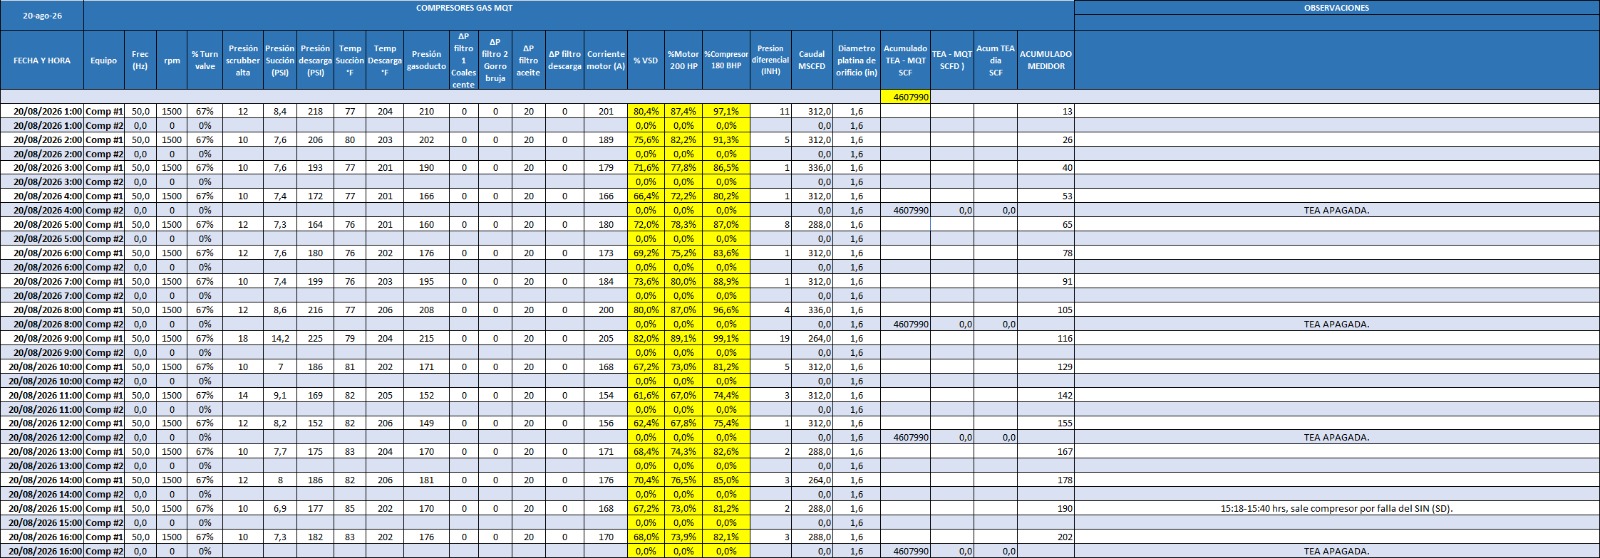 20-ago-26 COMPRESORES GAS MQT OBSERVACIONES
FECHA Y HORA Equipo Frec (Hz) rpm % Turn valve Presión scrubber alta Presión Succión (PSI) Presión descarga (PSI) Temp Succión °F Temp Descarga °F Presión gasoducto ΔP filtro 1 Coales cente ΔP filtro 2 Gorro bruja ΔP filtro aceite ΔP filtro descarga Corriente motor (A) % VSD %Motor 200 HP %Compresor 180 BHP Presion diferencial (INH) Caudal MSCFD Diametro platina de orificio (in) Acumulado TEA - MQT SCF TEA - MQT SCFD ) Acum TEA dia SCF ACUMULADO MEDIDOR
4607990
20/08/2026 1:00 Comp #1 50,0 1500 67% 12 8,4 218 77 204 210 0 0 20 0 201 80,4% 87,4% 97,1% 11 312,0 1,6 13
20/08/2026 1:00 Comp #2 0,0 0 0% 0,0% 0,0% 0,0% 0,0 1,6
20/08/2026 2:00 Comp #1 50,0 1500 67% 10 7,6 206 80 203 202 0 0 20 0 189 75,6% 82,2% 91,3% 5 312,0 1,6 26
20/08/2026 2:00 Comp #2 0,0 0 0% 0,0% 0,0% 0,0% 0,0 1,6
20/08/2026 3:00 Comp #1 50,0 1500 67% 10 7,6 193 77 201 190 0 0 20 0 179 71,6% 77,8% 86,5% 1 336,0 1,6 40
20/08/2026 3:00 Comp #2 0,0 0 0% 0,0% 0,0% 0,0% 0,0 1,6
20/08/2026 4:00 Comp #1 50,0 1500 67% 10 7,4 172 77 201 166 0 0 20 0 166 66,4% 72,2% 80,2% 1 312,0 1,6 53
20/08/2026 4:00 Comp #2 0,0 0 0% 0,0% 0,0% 0,0% 0,0 1,6 4607990 0,0 0,0 TEA APAGADA.
20/08/2026 5:00 Comp #1 50,0 1500 67% 12 7,3 164 76 201 160 0 0 20 0 180 72,0% 78,3% 87,0% 8 288,0 1,6 65
20/08/2026 5:00 Comp #2 0,0 0 0% 0,0% 0,0% 0,0% 0,0 1,6
20/08/2026 6:00 Comp #1 50,0 1500 67% 12 7,6 180 76 202 176 0 0 20 0 173 69,2% 75,2% 83,6% 1 312,0 1,6 78
20/08/2026 6:00 Comp #2 0,0 0 0% 0,0% 0,0% 0,0% 0,0 1,6
20/08/2026 7:00 Comp #1 50,0 1500 67% 10 7,4 199 76 203 195 0 0 20 0 184 73,6% 80,0% 88,9% 1 312,0 1,6 91
20/08/2026 7:00 Comp #2 0,0 0 0% 0,0% 0,0% 0,0% 0,0 1,6
20/08/2026 8:00 Comp #1 50,0 1500 67% 12 8,6 216 77 206 208 0 0 20 0 200 80,0% 87,0% 96,6% 4 336,0 1,6 105
20/08/2026 8:00 Comp #2 0,0 0 0% 0,0% 0,0% 0,0% 0,0 1,6 4607990 0,0 0,0 TEA APAGADA.
20/08/2026 9:00 Comp #1 50,0 1500 67% 18 14,2 225 79 204 215 0 0 20 0 205 82,0% 89,1% 99,1% 19 264,0 1,6 116
20/08/2026 9:00 Comp #2 0,0 0 0% 0,0% 0,0% 0,0% 0,0 1,6
20/08/2026 10:00 Comp #1 50,0 1500 67% 10 7 186 81 202 171 0 0 20 0 168 67,2% 73,0% 81,2% 5 312,0 1,6 129
20/08/2026 10:00 Comp #2 0,0 0 0% 0,0% 0,0% 0,0% 0,0 1,6
20/08/2026 11:00 Comp #1 50,0 1500 67% 14 9,1 169 82 205 152 0 0 20 0 154 61,6% 67,0% 74,4% 3 312,0 1,6 142
20/08/2026 11:00 Comp #2 0,0 0 0% 0,0% 0,0% 0,0% 0,0 1,6
20/08/2026 12:00 Comp #1 50,0 1500 67% 12 8,2 152 82 206 149 0 0 20 0 156 62,4% 67,8% 75,4% 1 312,0 1,6 155
20/08/2026 12:00 Comp #2 0,0 0 0% 0,0% 0,0% 0,0% 0,0 1,6 4607990 0,0 0,0 TEA APAGADA.
20/08/2026 13:00 Comp #1 50,0 1500 67% 10 7,7 175 83 204 170 0 0 20 0 171 68,4% 74,3% 82,6% 2 288,0 1,6 167
20/08/2026 13:00 Comp #2 0,0 0 0% 0,0% 0,0% 0,0% 0,0 1,6
20/08/2026 14:00 Comp #1 50,0 1500 67% 12 8 186 82 206 181 0 0 20 0 176 70,4% 76,5% 85,0% 3 264,0 1,6 178
20/08/2026 14:00 Comp #2 0,0 0 0% 0,0% 0,0% 0,0% 0,0 1,6
20/08/2026 15:00 Comp #1 50,0 1500 67% 10 6,9 177 85 202 170 0 0 20 0 168 67,2% 73,0% 81,2% 2 288,0 1,6 190 15:18-15:40 hrs, sale compresor por falla del SIN (SD).
20/08/2026 15:00 Comp #2 0,0 0 0% 0,0% 0,0% 0,0% 0,0 1,6
20/08/2026 16:00 Comp #1 50,0 1500 67% 10 7,3 182 83 202 176 0 0 20 0 170 68,0% 73,9% 82,1% 3 288,0 1,6 202
20/08/2026 16:00 Comp #2 0,0 0 0% 0,0% 0,0% 0,0% 0,0 1,6 4607990 0,0 0,0 TEA APAGADA.